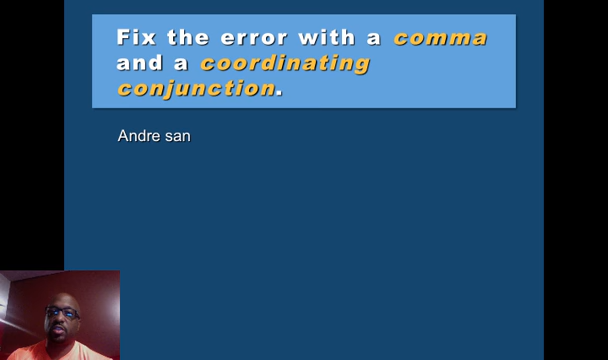 Fix the error with a comma
and a coordinating
conjunction.
Andre san